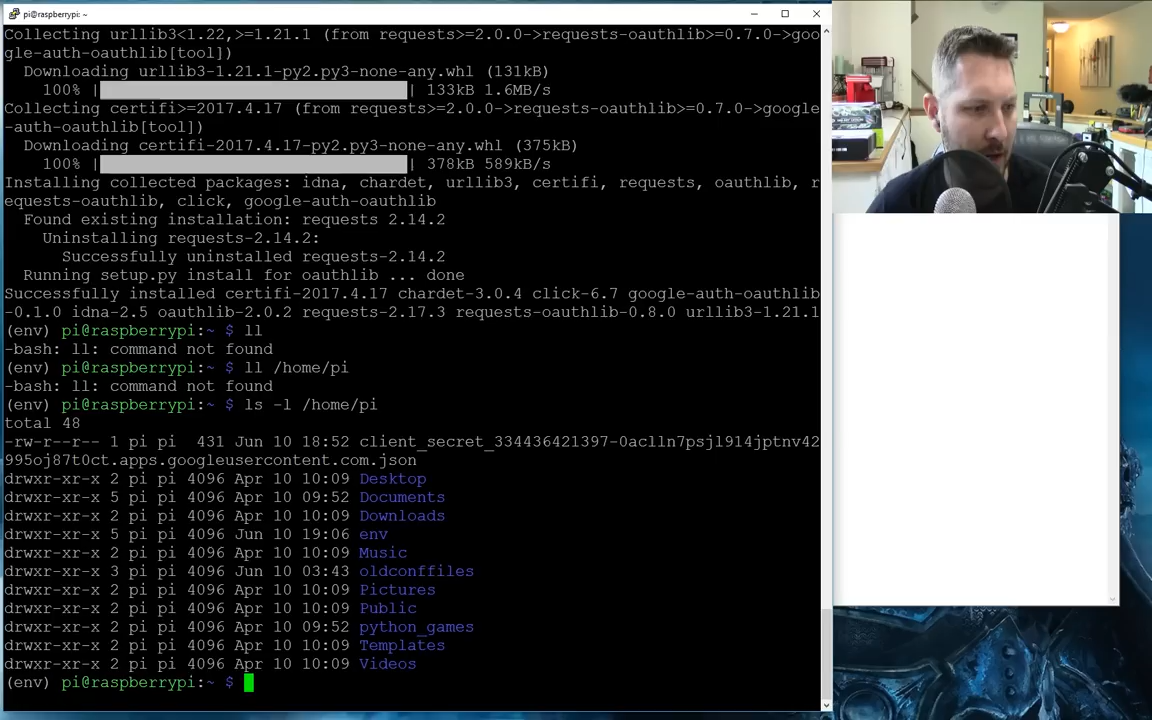 pi@raspberrypi: ~
Collecting urllib3<1.22,>=1.21.1 (from requests>=2.0.0->requests-oauthlib>=0.7.0->goo
gle-auth-oauthlib[tool])
Downloading urllib3-1.21.1-py2.py3-none-any.whl (131kB)
100% | | 133kB 1.6MB/s
Collecting certifi>=2017.4.17 (from requests>=2.0.0->requests-oauthlib>=0.7.0->google
-auth-oauthlib[tool])
Downloading certifi-2017.4.17-py2.py3-none-any.whl (375kB)
100% | | 378kB 589kB/s
Installing collected packages: idna, chardet, urllib3, certifi, requests, oauthlib, r
equests-oauthlib, click, google-auth-oauthlib
Found existing installation: requests 2.14.2
Uninstalling requests-2.14.2:
Successfully uninstalled requests-2.14.2
Running setup.py install for oauthlib ... done
Successfully installed certifi-2017.4.17 chardet-3.0.4 click-6.7 google-auth-oauthlib
-0.1.0 idna-2.5 oauthlib-2.0.2 requests-2.17.3 requests-oauthlib-0.8.0 urllib3-1.21.1
(env) pi@raspberrypi:~ $ ll
-bash: ll: command not found
(env) pi@raspberrypi:~ $ ll /home/pi
-bash: ll: command not found
(env) pi@raspberrypi:~ $ ls -l /home/pi
total 48
-rw-r--r-- 1 pi pi 431 Jun 10 18:52 client_secret_334436421397-0aclln7psjl914jptnv42
995oj87t0ct.apps.googleusercontent.com.json
drwxr-xr-x 2 pi pi 4096 Apr 10 10:09 Desktop
drwxr-xr-x 5 pi pi 4096 Apr 10 09:52 Documents
drwxr-xr-x 2 pi pi 4096 Apr 10 10:09 Downloads
drwxr-xr-x 5 pi pi 4096 Jun 10 19:06 env
drwxr-xr-x 2 pi pi 4096 Apr 10 10:09 Music
drwxr-xr-x 3 pi pi 4096 Jun 10 03:43 oldconffiles
drwxr-xr-x 2 pi pi 4096 Apr 10 10:09 Pictures
drwxr-xr-x 2 pi pi 4096 Apr 10 10:09 Public
drwxr-xr-x 2 pi pi 4096 Apr 10 09:52 python_games
drwxr-xr-x 2 pi pi 4096 Apr 10 10:09 Templates
drwxr-xr-x 2 pi pi 4096 Apr 10 10:09 Videos
(env) pi@raspberrypi:~ $